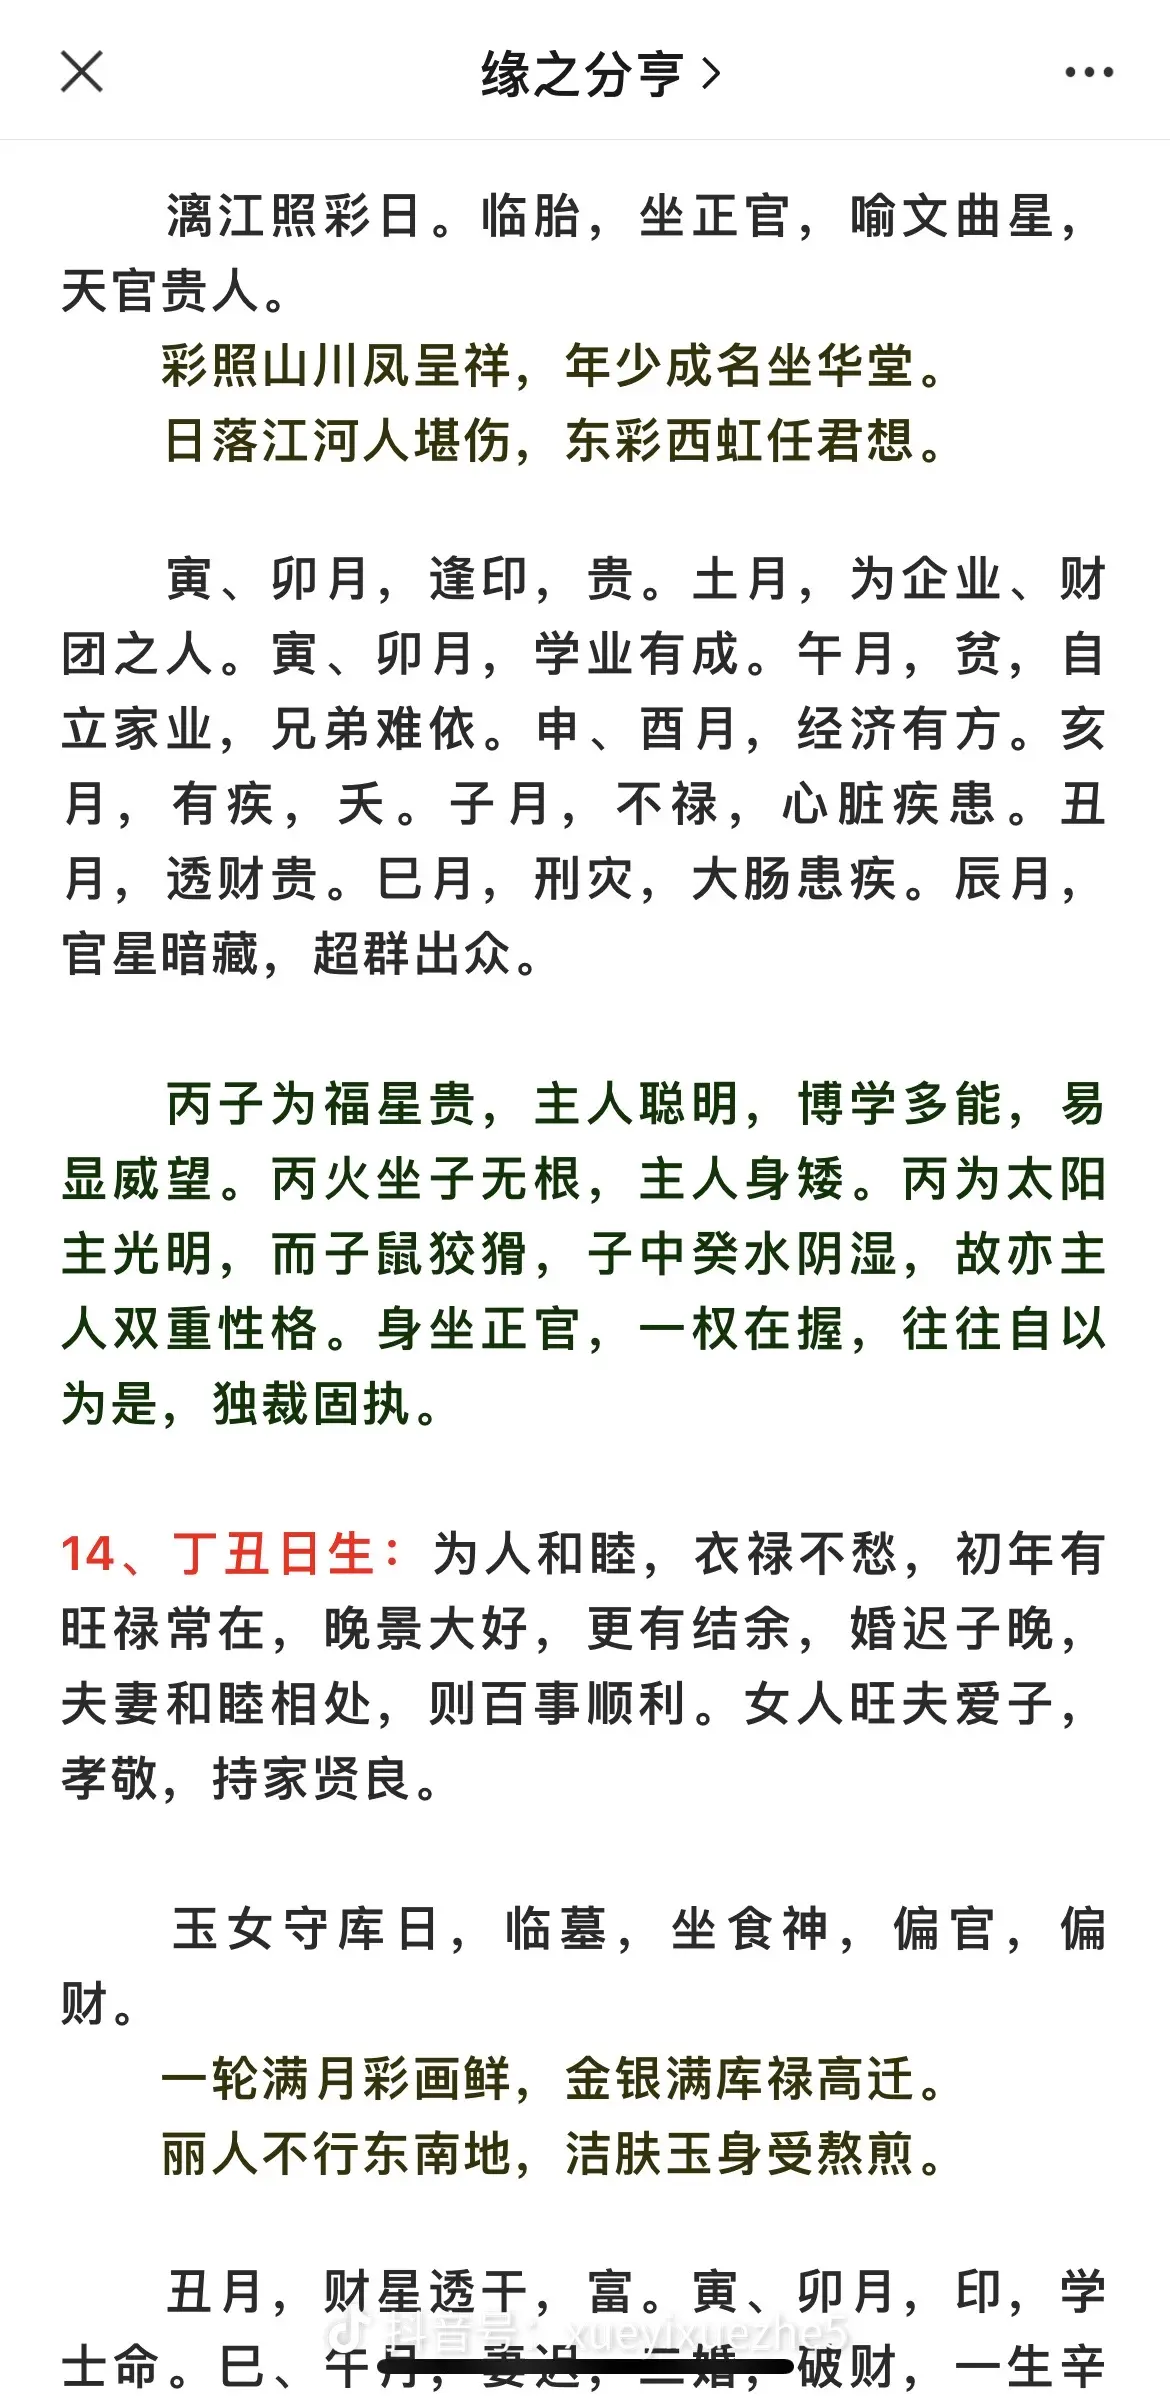 缘之分亨
漓江照彩日。临胎，坐正官，喻文曲星，
天官贵人。
彩照山川凤呈祥，年少成名坐华堂。
日落江河人堪伤，东彩西虹任君想。
寅、卯月，逢印，贵。土月，为企业、财
团之人。寅、卯月，学业有成。午月，贫，自
立家业，兄弟难依。申、酉月，经济有方。亥
月，有疾，夭。子月，不禄，心脏疾患。丑
月，透财贵。巳月，刑灾，大肠患疾。辰月，
官星暗藏，超群出众。
丙子为福星贵，主人聪明，博学多能，易
显威望。丙火坐子无根，主人身矮。丙为太阳
主光明，而子鼠狡猾，子中癸水阴湿，故亦主
人双重性格。身坐正官，一权在握，往往自以
为是，独裁固执。
14、丁丑日生：为人和睦，衣禄不愁，初年有
旺禄常在，晚景大好，更有结余，婚迟子晚，
夫妻和睦相处，则百事顺利。女人旺夫爱子，
孝敬，持家贤良。
玉女守库日，临墓，坐食神，偏官，偏
财。
一轮满月彩画鲜，金银满库禄高迁。
丽人不行东南地，洁肤玉身受熬煎。
丑月，财星透干，富。寅、卯月，印，学
士命。巳、午月，妻迟，二婚，破财，一生辛
抖音号：xueyixuezhe5